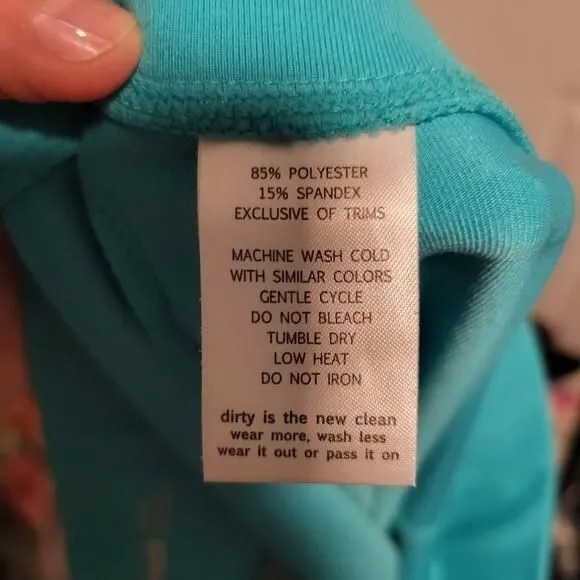 85% POLYESTER
15% SPANDEX
EXCLUSIVE OF TRIMS
MACHINE WASH COLD
WITH SIMILAR COLORS
GENTLE CYCLE
DO NOT BLEACH
TUMBLE DRY
LOW HEAT
DO NOT IRON
dirty is the new clean
wear more, wash less
wear it out or pass it on